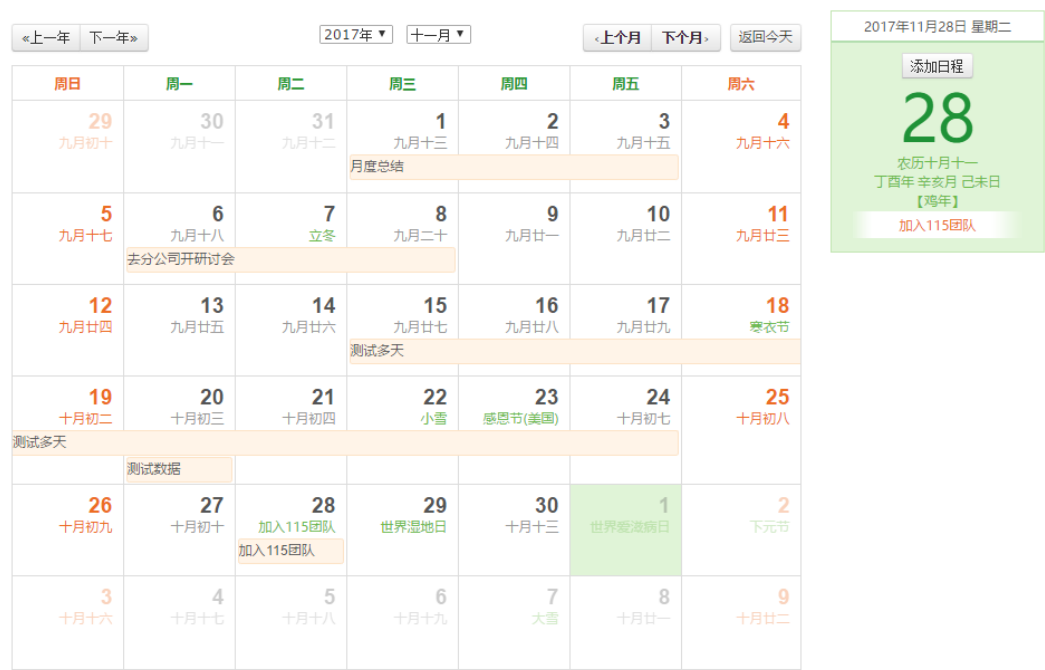 «上一年 下一年» 2017年 十一月 ‹上个月 下个月› 返回今天
周日 周一 周二 周三 周四 周五 周六
29 30 31 1 2 3 4
九月初十 九月十一 九月十二 九月十三 九月十四 九月十五 九月十六
月度总结
5 6 7 8 9 10 11
九月十七 九月十八 立冬 九月二十 九月廿一 九月廿二 九月廿三
去分公司开研讨会
12 13 14 15 16 17 18
九月廿四 九月廿五 九月廿六 九月廿七 九月廿八 九月廿九 寒衣节
测试多天
19 20 21 22 23 24 25
十月初二 十月初三 十月初四 小雪 感恩节(美国) 十月初七 十月初八
测试多天
测试数据
26 27 28 29 30 1 2
十月初九 十月初十 加入115团队 世界湿地日 十月十三 世界爱滋病日 下元节
加入115团队
3 4 5 6 7 8 9
十月十六 十月十七 十月十八 十月十九 大雪 十月廿一 十月廿二
2017年11月28日 星期二
添加日程
28
农历十月十一
丁酉年 辛亥月 己未日
【鸡年】
加入115团队